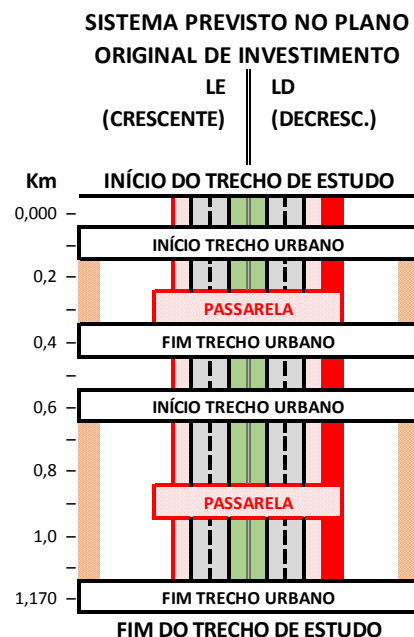 SISTEMA PREVISTO NO PLANO
ORIGINAL DE INVESTIMENTO
LE LD
(CRESCENTE) (DECRESC.)
Km INÍCIO DO TRECHO DE ESTUDO
0,000
INÍCIO TRECHO URBANO
0,2
PASSARELA
0,4 FIM TRECHO URBANO
0,6 INÍCIO TRECHO URBANO
0,8
PASSARELA
1,0
1,170 FIM TRECHO URBANO
FIM DO TRECHO DE ESTUDO